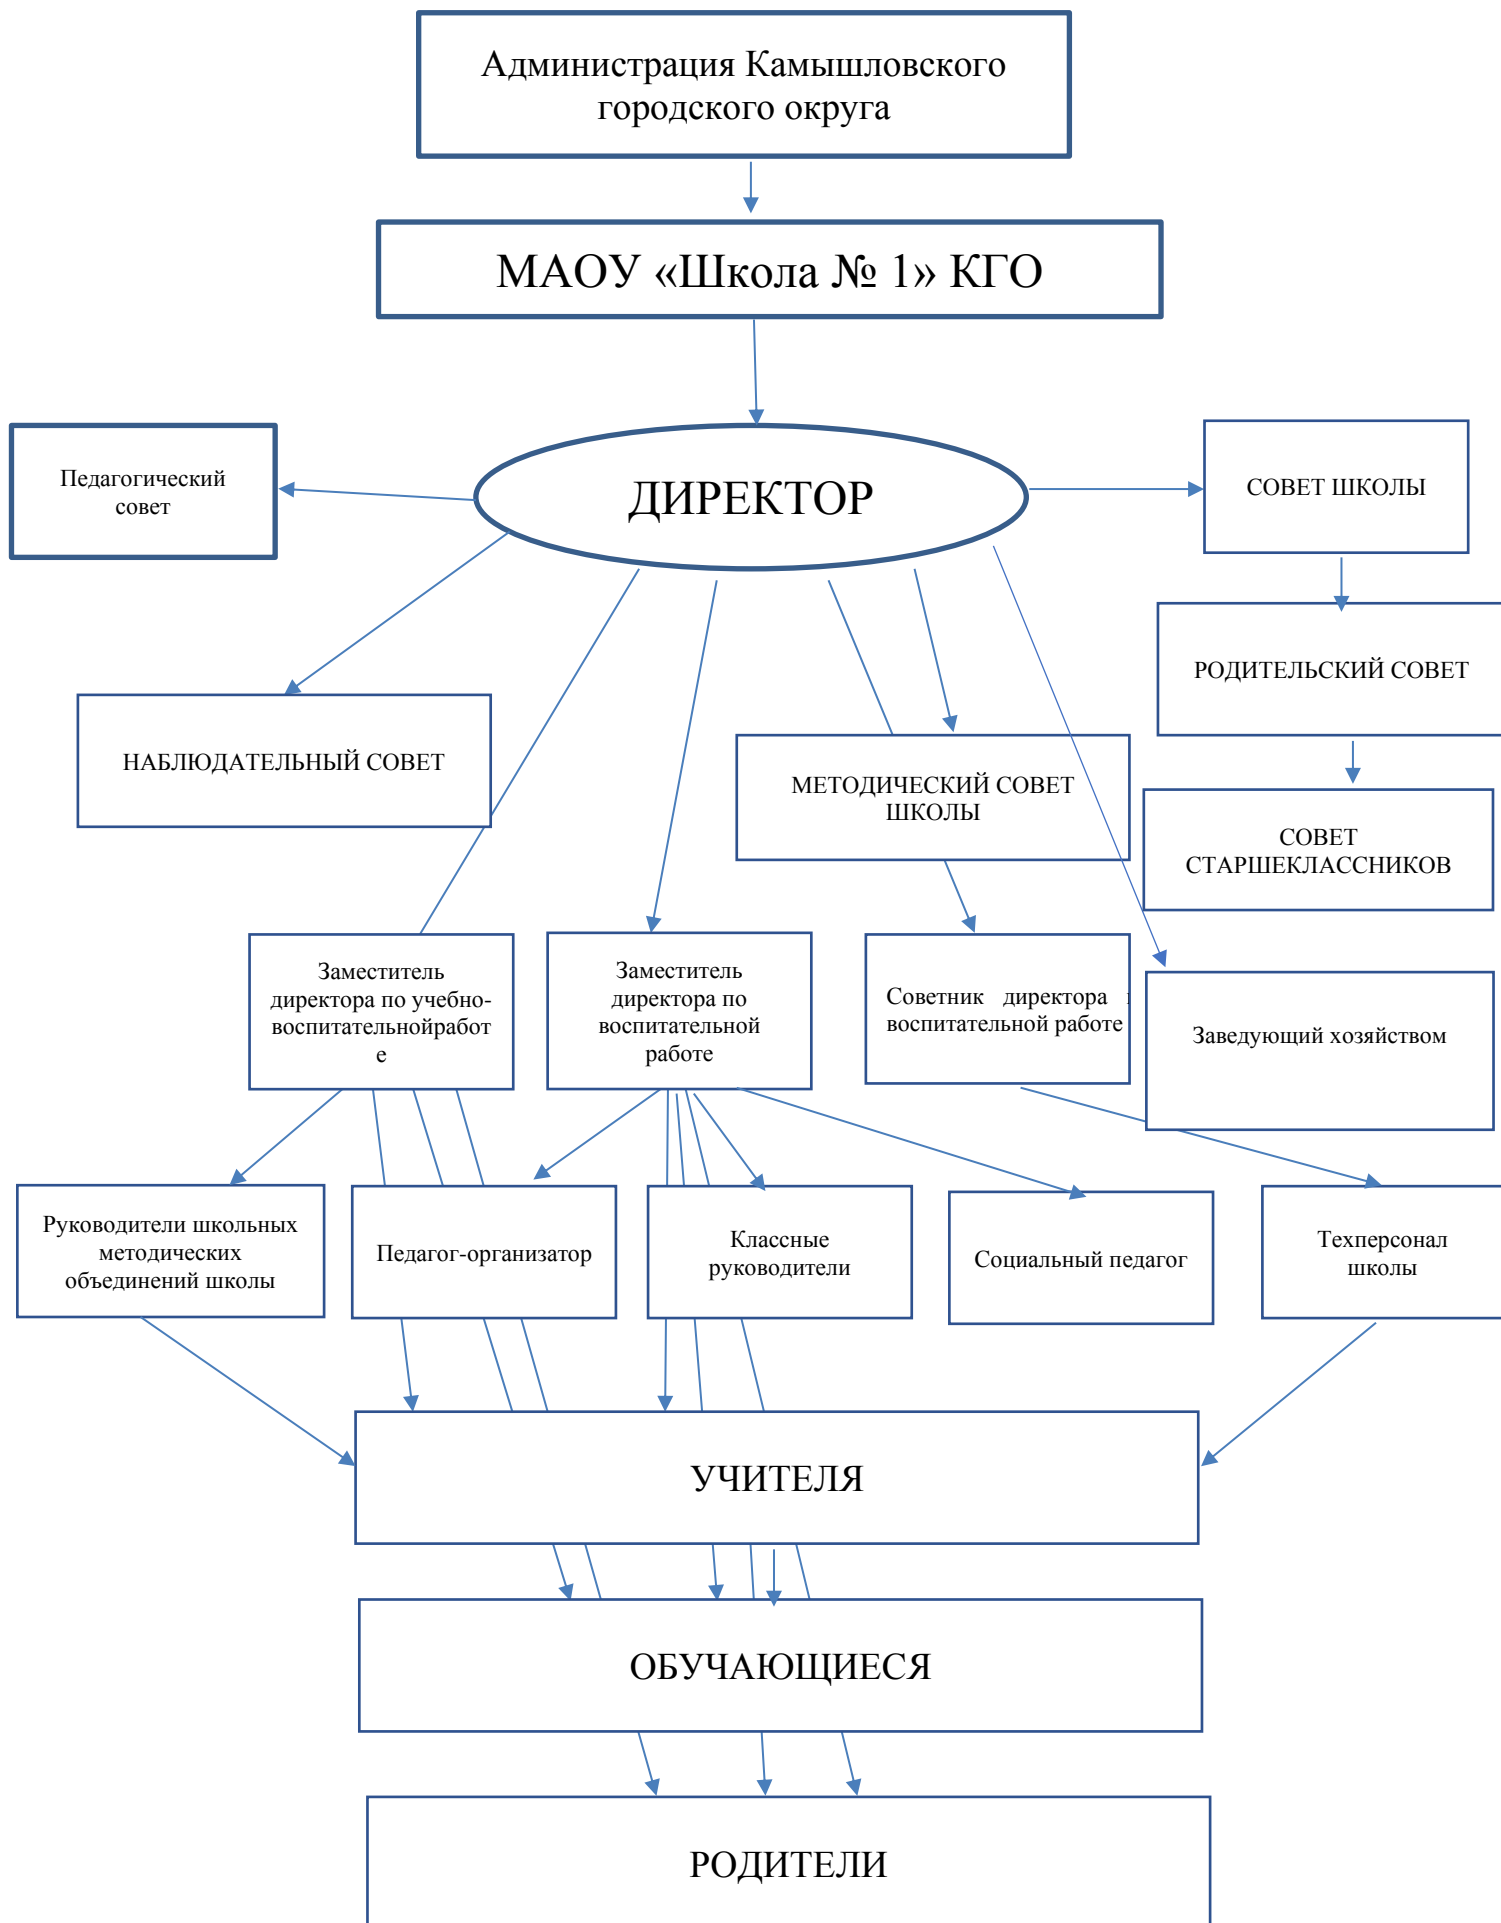 Администрация Камышловского
городского округа
МАОУ «Школа № 1» КГО
Педагогический
совет
ДИРЕКТОР
СОВЕТ ШКОЛЫ
РОДИТЕЛЬСКИЙ СОВЕТ
НАБЛЮДАТЕЛЬНЫЙ СОВЕТ
МЕТОДИЧЕСКИЙ СОВЕТ
ШКОЛЫ
СОВЕТ
СТАРШЕКЛАССНИКОВ
Заместитель
директора по учебно-
воспитательнойработ
е
Заместитель
директора по
воспитательной
работе
Советник директора
воспитательной работе
Заведующий хозяйством
Руководители школьных
методических
объединений школы
Педагог-организатор
Классные
руководители
Социальный педагог
Техперсонал
школы
УЧИТЕЛЯ
ОБУЧАЮЩИЕСЯ
РОДИТЕЛИ